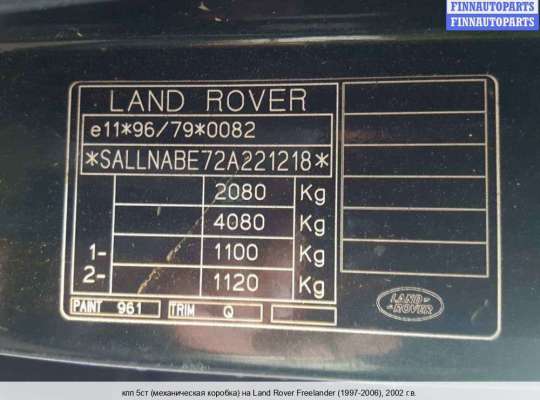 FINNAUTOPARTS
FINNAUTOPARTS
LAND ROVER
e11*96/79*0082
*SALLNABE72A221218*
2080 Kg
4080 Kg
1- 1100 Kg
2- 1120 Kg
PAINT 961 TRIM Q
LAND ROVER
кпп 5ст (механическая коробка) на Land Rover Freelander (1997-2006), 2002 г.в.